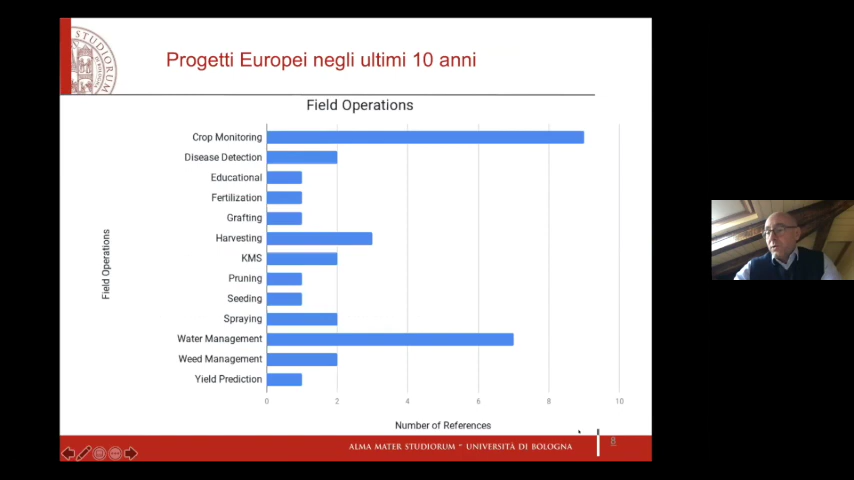 Progetti Europei negli ultimi 10 anni
Field Operations
Crop Monitoring
Disease Detection
Educational
Fertilization
Grafting
Harvesting
KMS
Pruning
Seeding
Spraying
Water Management
Weed Management
Yield Prediction
Field Operations
0 2 4 6 8 10
Number of References
ALMA MATER STUDIORUM ~ UNIVERSITÀ DI BOLOGNA
8